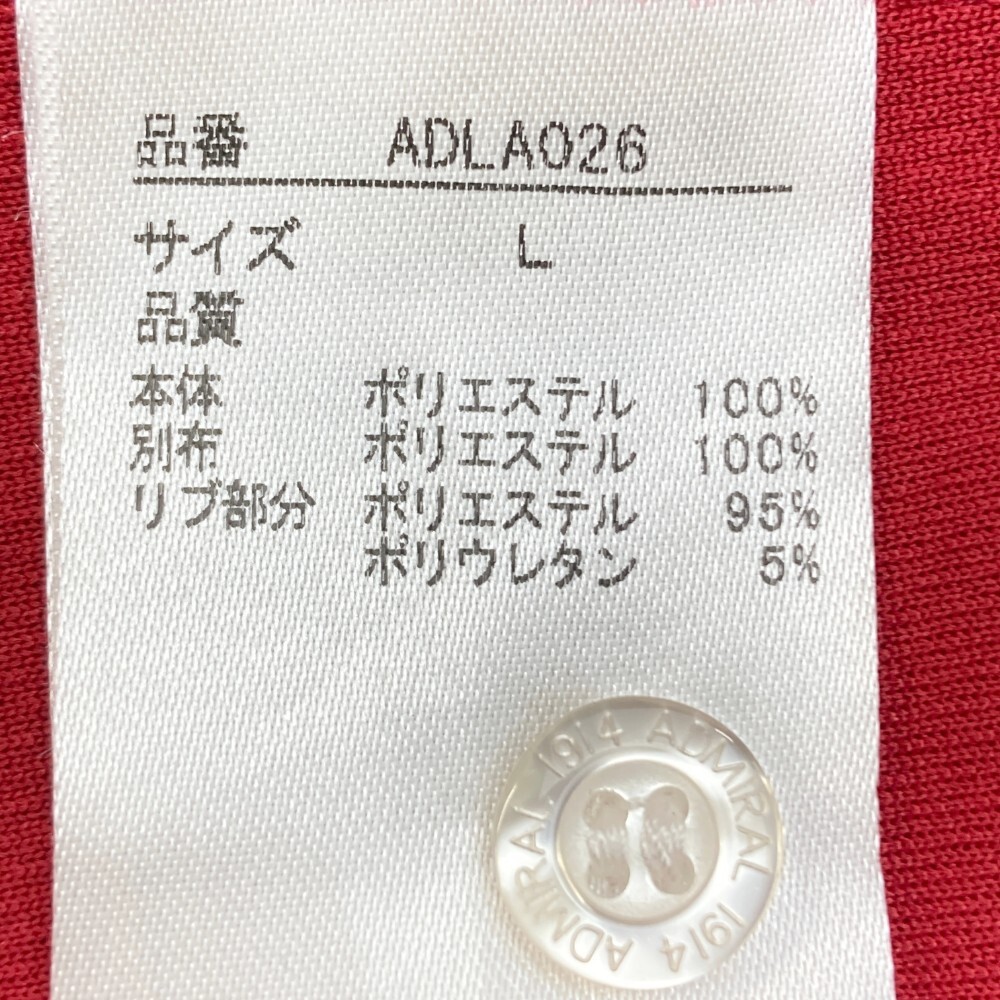 品番 ADLA026
サイズ L
品質
本体 ポリエステル 100%
別布 ポリエステル 100%
リブ部分 ポリエステル 95%
ポリウレタン 5%
ADMIRAL 1914 ADMIRAL 1914